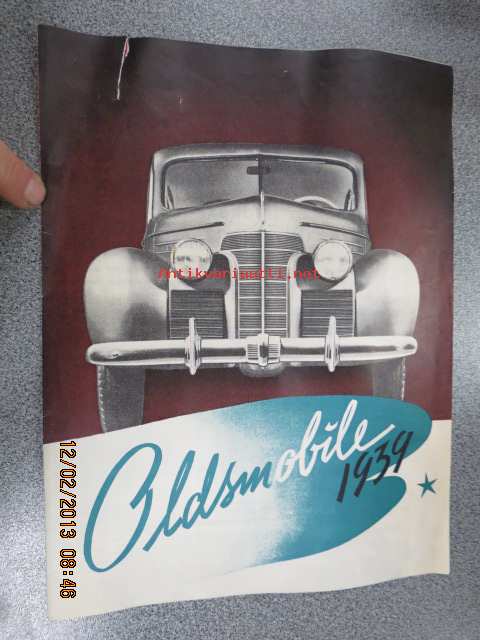 Antikvariaatti.net
Oldsmobile
1939
12/02/2013 08:46